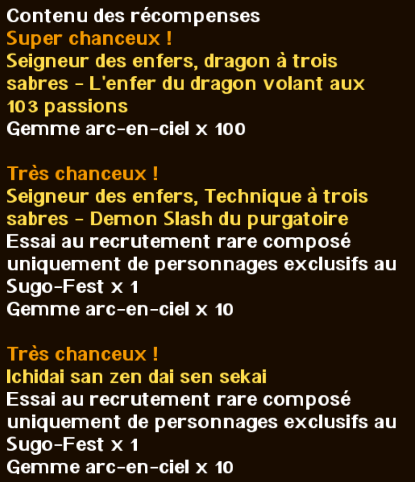 Contenu des récompenses
Super chanceux !
Seigneur des enfers, dragon à trois
sabres - L'enfer du dragon volant aux
103 passions
Gemme arc-en-ciel x 100
Très chanceux !
Seigneur des enfers, Technique à trois
sabres - Demon Slash du purgatoire
Essai au recrutement rare composé
uniquement de personnages exclusifs au
Sugo-Fest x 1
Gemme arc-en-ciel x 10
Très chanceux !
Ichidai san zen dai sen sekai
Essai au recrutement rare composé
uniquement de personnages exclusifs au
Sugo-Fest x 1
Gemme arc-en-ciel x 10